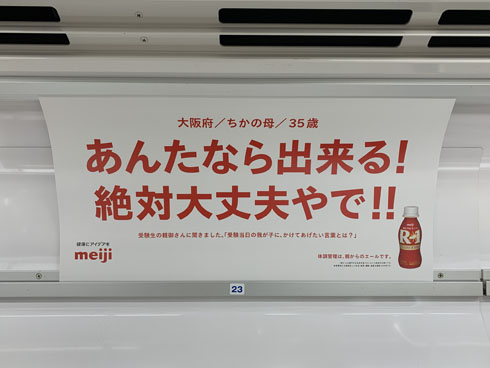 大阪府／ちかの母／35歳
あんたなら出来る!
絶対大丈夫やで!!
受験生の親御さんに聞きました。「受験当日の我が子に、かけてあげたい言葉とは？」
健康にアイデアを
meiji
R-1
体調管理は、親からのエールです。
23